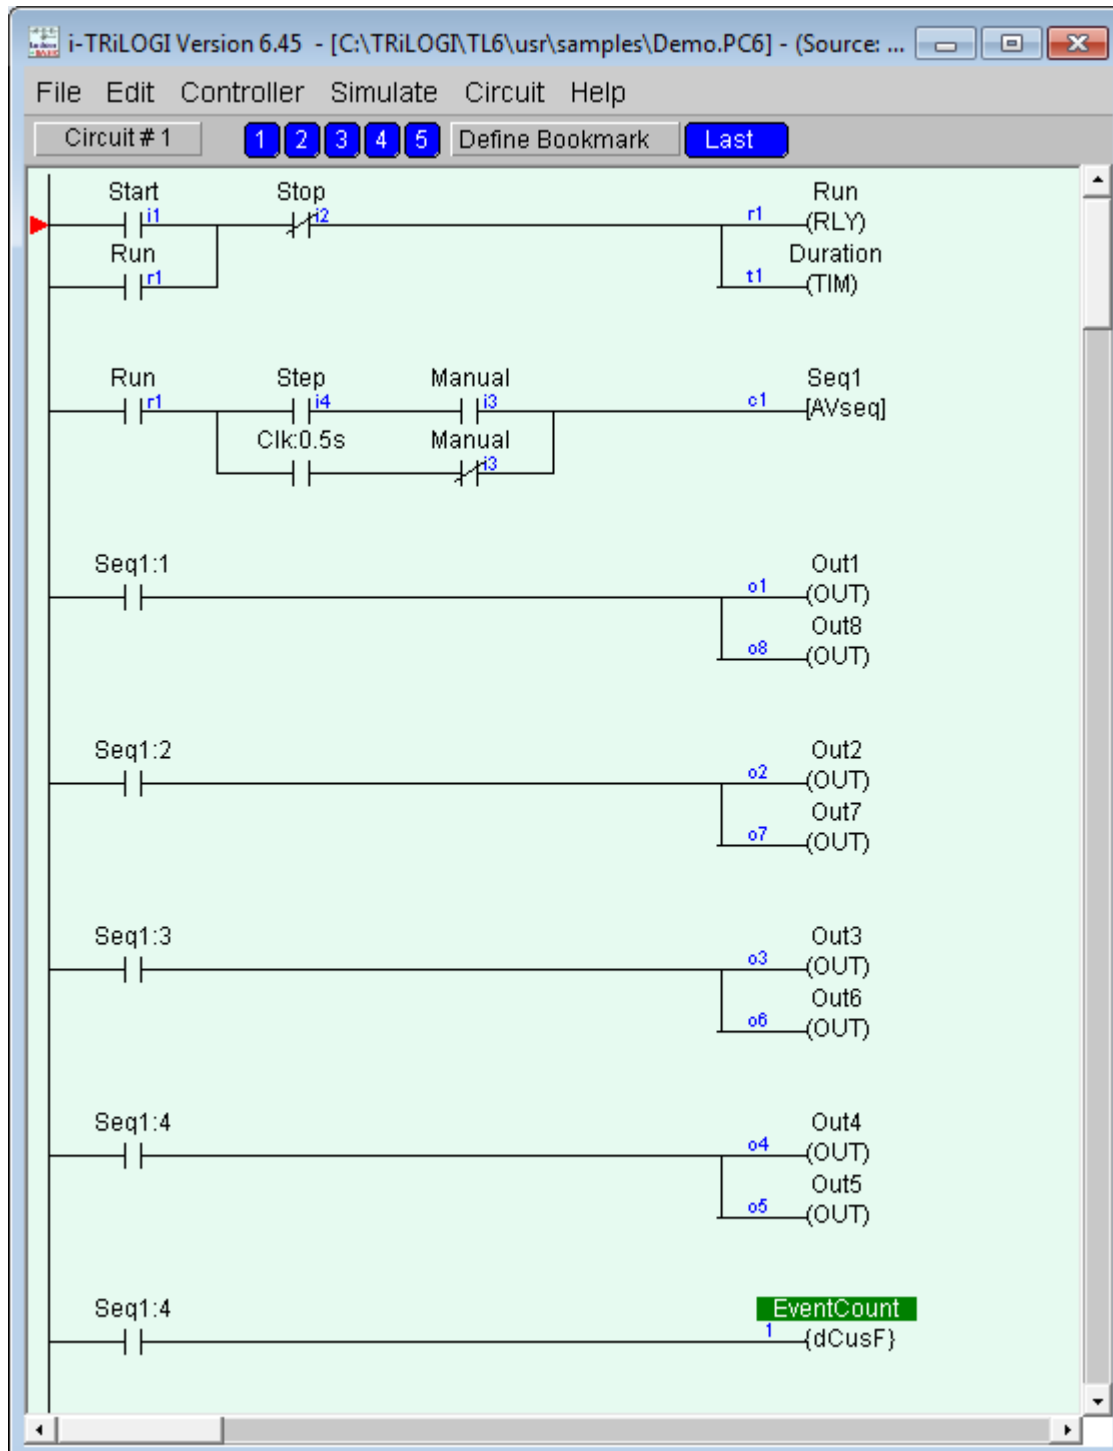 i-TRiLOGI Version 6.45 - [C:\TRiLOGI\TL6\usr\samples\Demo.PC6] - (Source: ...
File Edit Controller Simulate Circuit Help
Circuit # 1 1 2 3 4 5 Define Bookmark Last
Start Stop Run
i1 i2 r1 (RLY)
Run Duration
r1 t1 (TIM)
Run Step Manual Seq1
r1 i4 i3 c1 [AVseq]
Clk:0.5s Manual
i3
Seq1:1 Out1
o1 (OUT)
Out8
o8 (OUT)
Seq1:2 Out2
o2 (OUT)
Out7
o7 (OUT)
Seq1:3 Out3
o3 (OUT)
Out6
o6 (OUT)
Seq1:4 Out4
o4 (OUT)
Out5
o5 (OUT)
Seq1:4 EventCount
1 {dCusF}